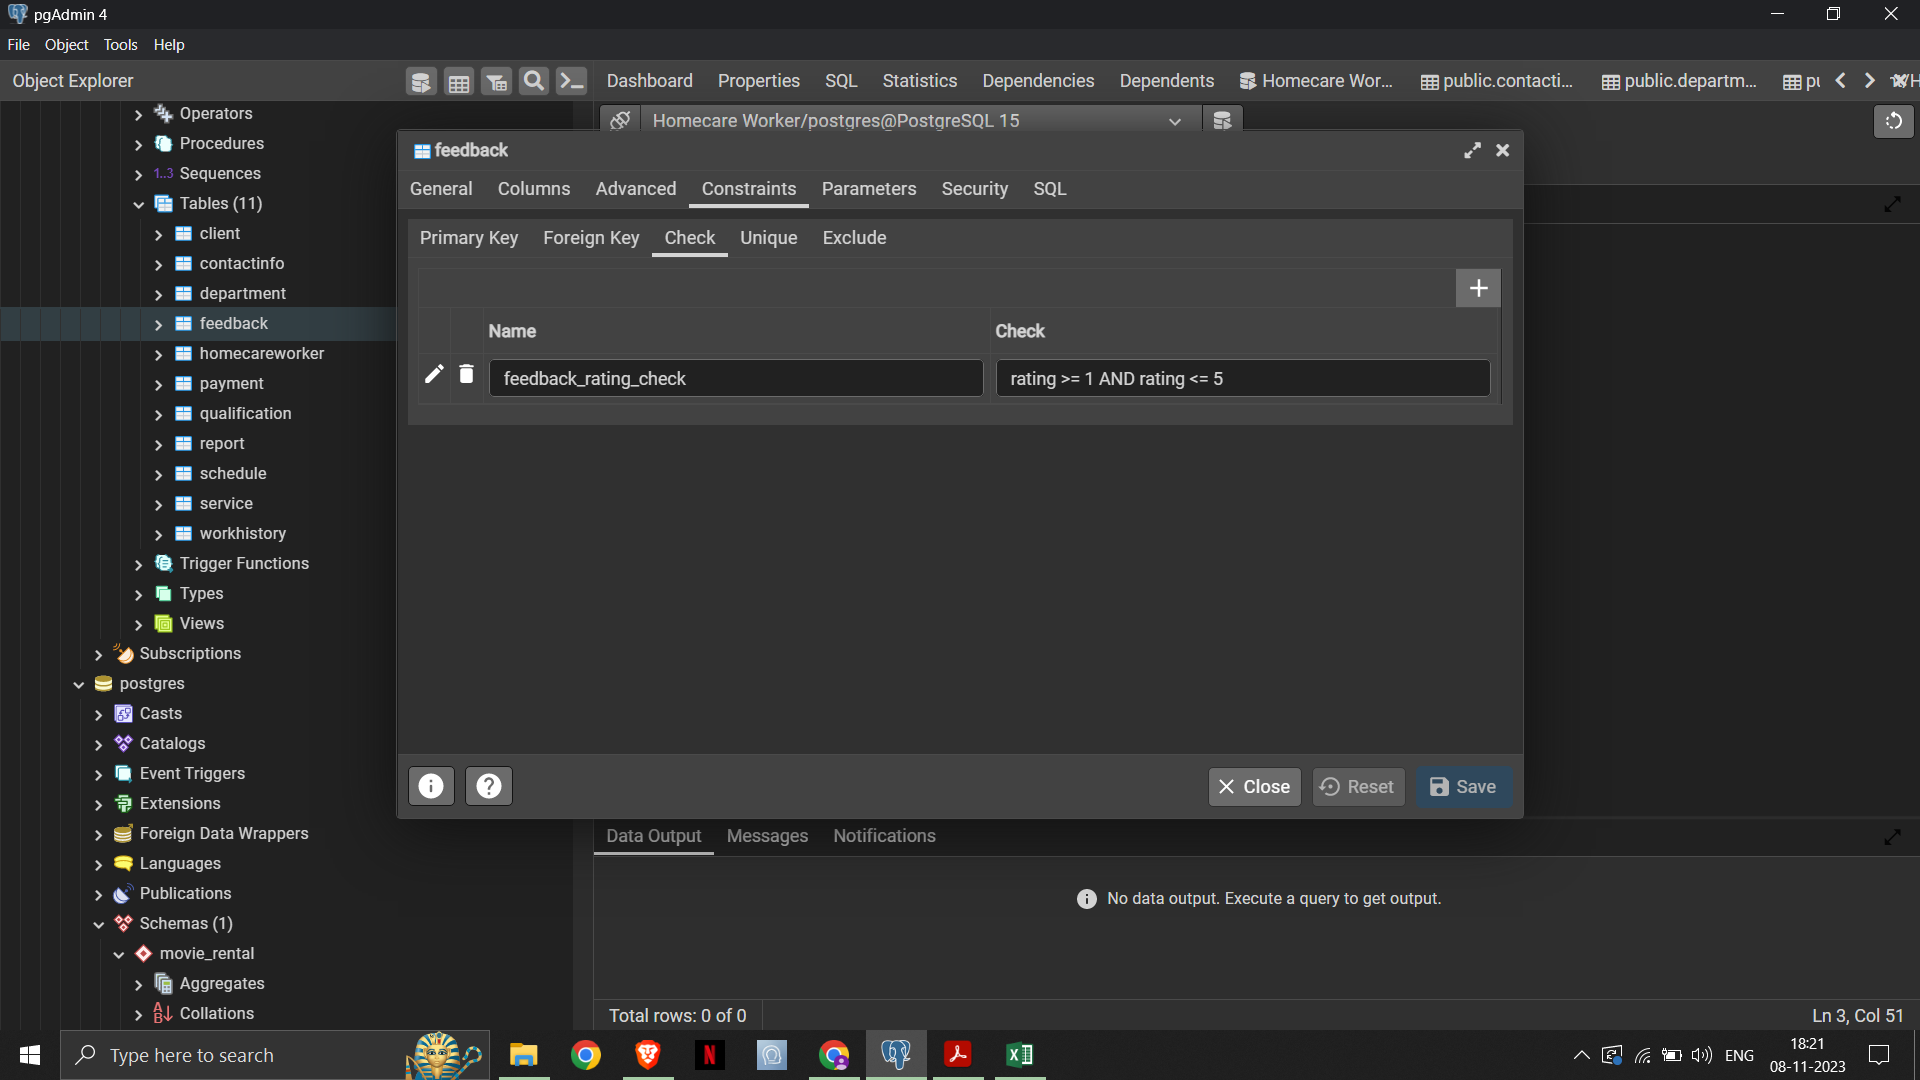 pgAdmin 4
File Object Tools Help
Object Explorer
Dashboard Properties SQL Statistics Dependencies Dependents Homecare Wor... public.contacti... public.departm...
Homecare Worker/postgres@PostgreSQL 15
Operators
Procedures
1..3 Sequences
Tables (11)
client
contactinfo
department
feedback
homecareworker
payment
qualification
report
schedule
service
workhistory
Trigger Functions
Types
Views
Subscriptions
postgres
Casts
Catalogs
Event Triggers
Extensions
Foreign Data Wrappers
Languages
Publications
Schemas (1)
movie_rental
Aggregates
Collations
feedback
General Columns Advanced Constraints Parameters Security SQL
Primary Key Foreign Key Check Unique Exclude
Name Check
feedback_rating_check rating >= 1 AND rating <= 5
Close Reset Save
Data Output Messages Notifications
No data output. Execute a query to get output.
Total rows: 0 of 0
Ln 3, Col 51
Type here to search
ENG
18:21
08-11-2023